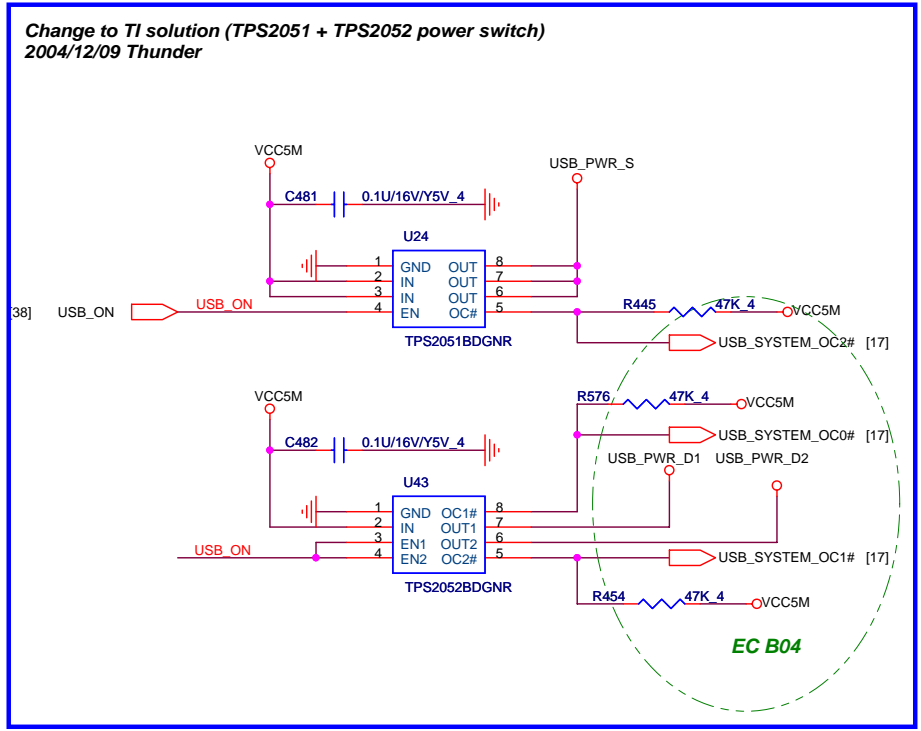 Change to TI solution (TPS2051 + TPS2052 power switch)
2004/12/09 Thunder
VCC5M
USB_PWR_S
C481 0.1U/16V/Y5V_4
U24
1 GND OUT 8
2 IN OUT 7
3 IN OUT 6
4 EN OC# 5
TPS2051BDGNR
[38] USB_ON USB_ON
R445 47K_4 VCC5M
USB_SYSTEM_OC2# [17]
VCC5M
R576 47K_4 VCC5M
C482 0.1U/16V/Y5V_4
USB_SYSTEM_OC0# [17]
USB_PWR_D1 USB_PWR_D2
U43
1 GND OC1# 8
2 IN OUT1 7
3 EN1 OUT2 6
4 EN2 OC2# 5
TPS2052BDGNR
USB_ON
USB_SYSTEM_OC1# [17]
R454 47K_4 VCC5M
EC B04